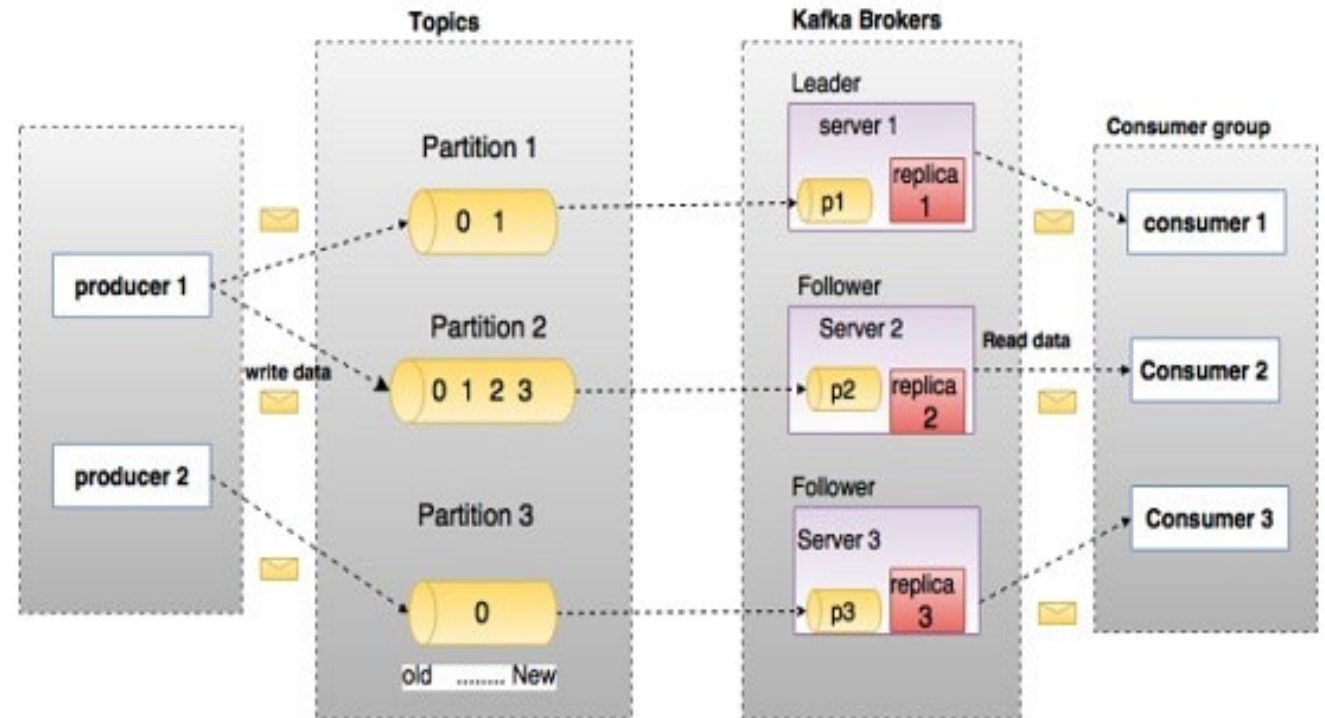 Topics
Kafka Brokers
Leader
server 1
Consumer group
Partition 1
replica
1
0 1
p1
consumer 1
producer 1
Follower
Partition 2
Server 2
Read data
write data
0 1 2 3
p2
replica
2
Consumer 2
producer 2
Follower
Partition 3
Server 3
Consumer 3
replica
3
0
p3
old ........ New